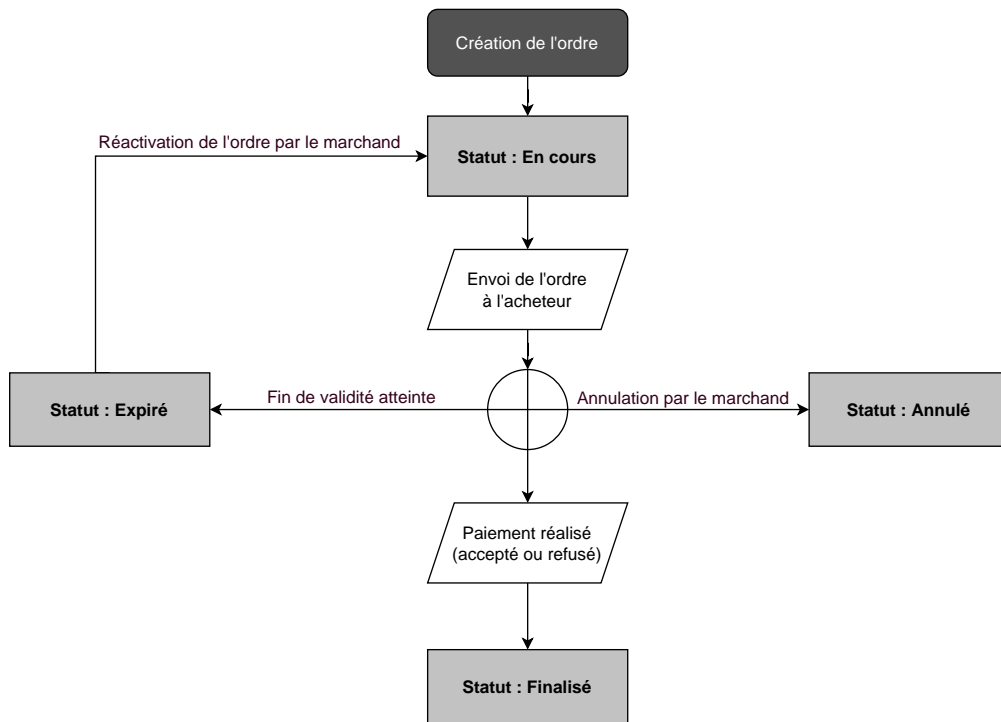 Création de l'ordre
Réactivation de l'ordre par le marchand
Statut : En cours
Envoi de l'ordre
à l'acheteur
Statut : Expiré
Fin de validité atteinte
Annulation par le marchand
Statut : Annulé
Paiement réalisé
(accepté ou refusé)
Statut : Finalisé